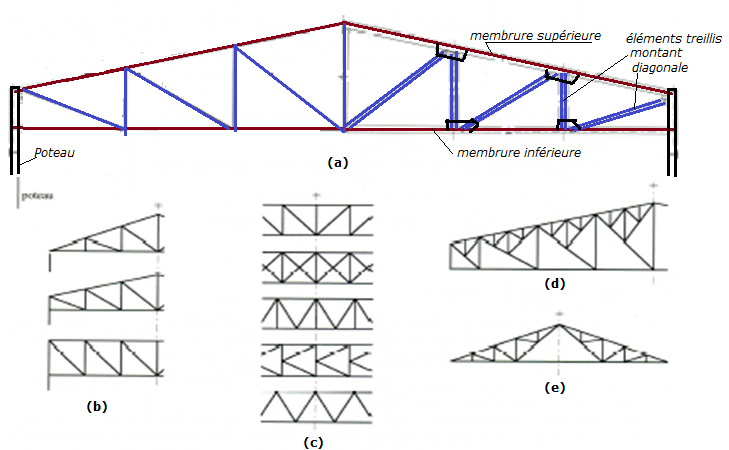 membrure supérieure
éléments treillis
montant
diagonale
Poteau
membrure inférieure
(a)
poteau
(b)
(c)
(d)
(e)